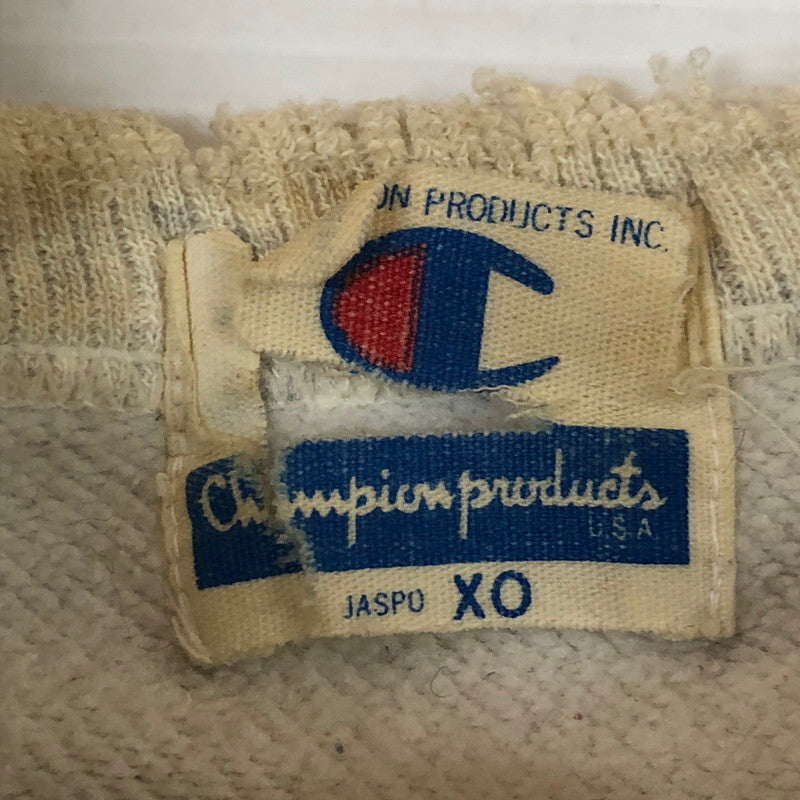 ON PRODUCTS INC.
Champion products
U.S.A
JASPO XO